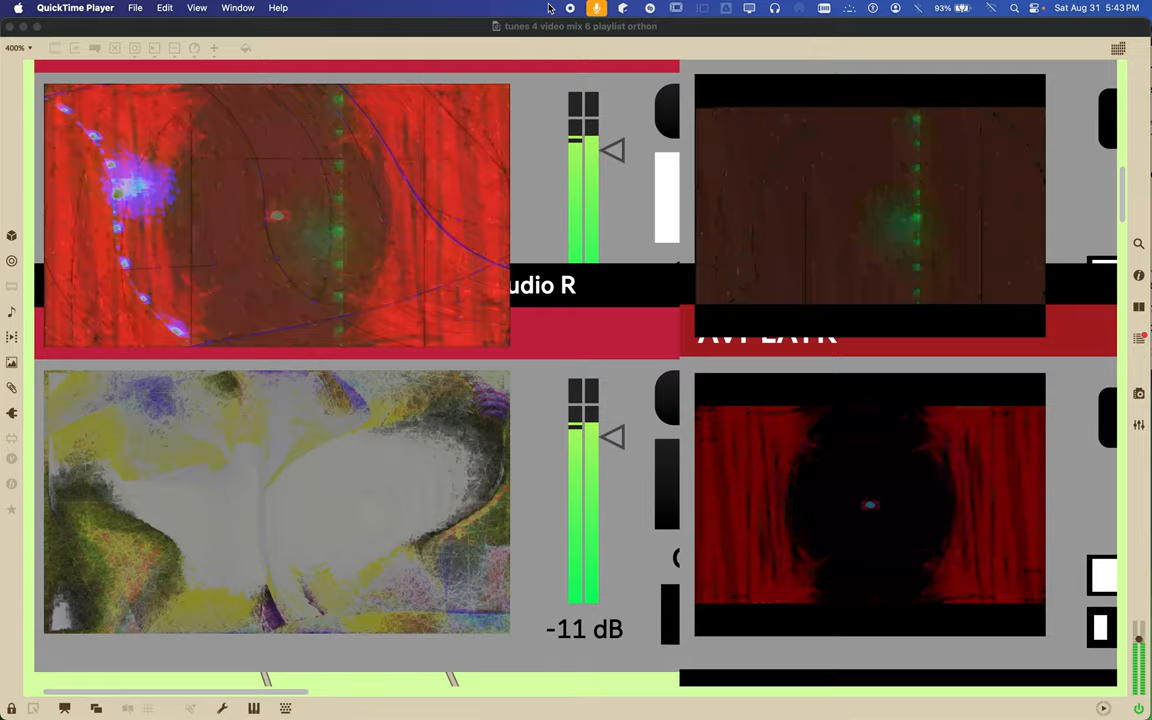 QuickTime Player File Edit View Window Help 93% Sat Aug 31 5:43 PM
tunes 4 video mix 6 playlist orthon
400%
udio R
-11 dB